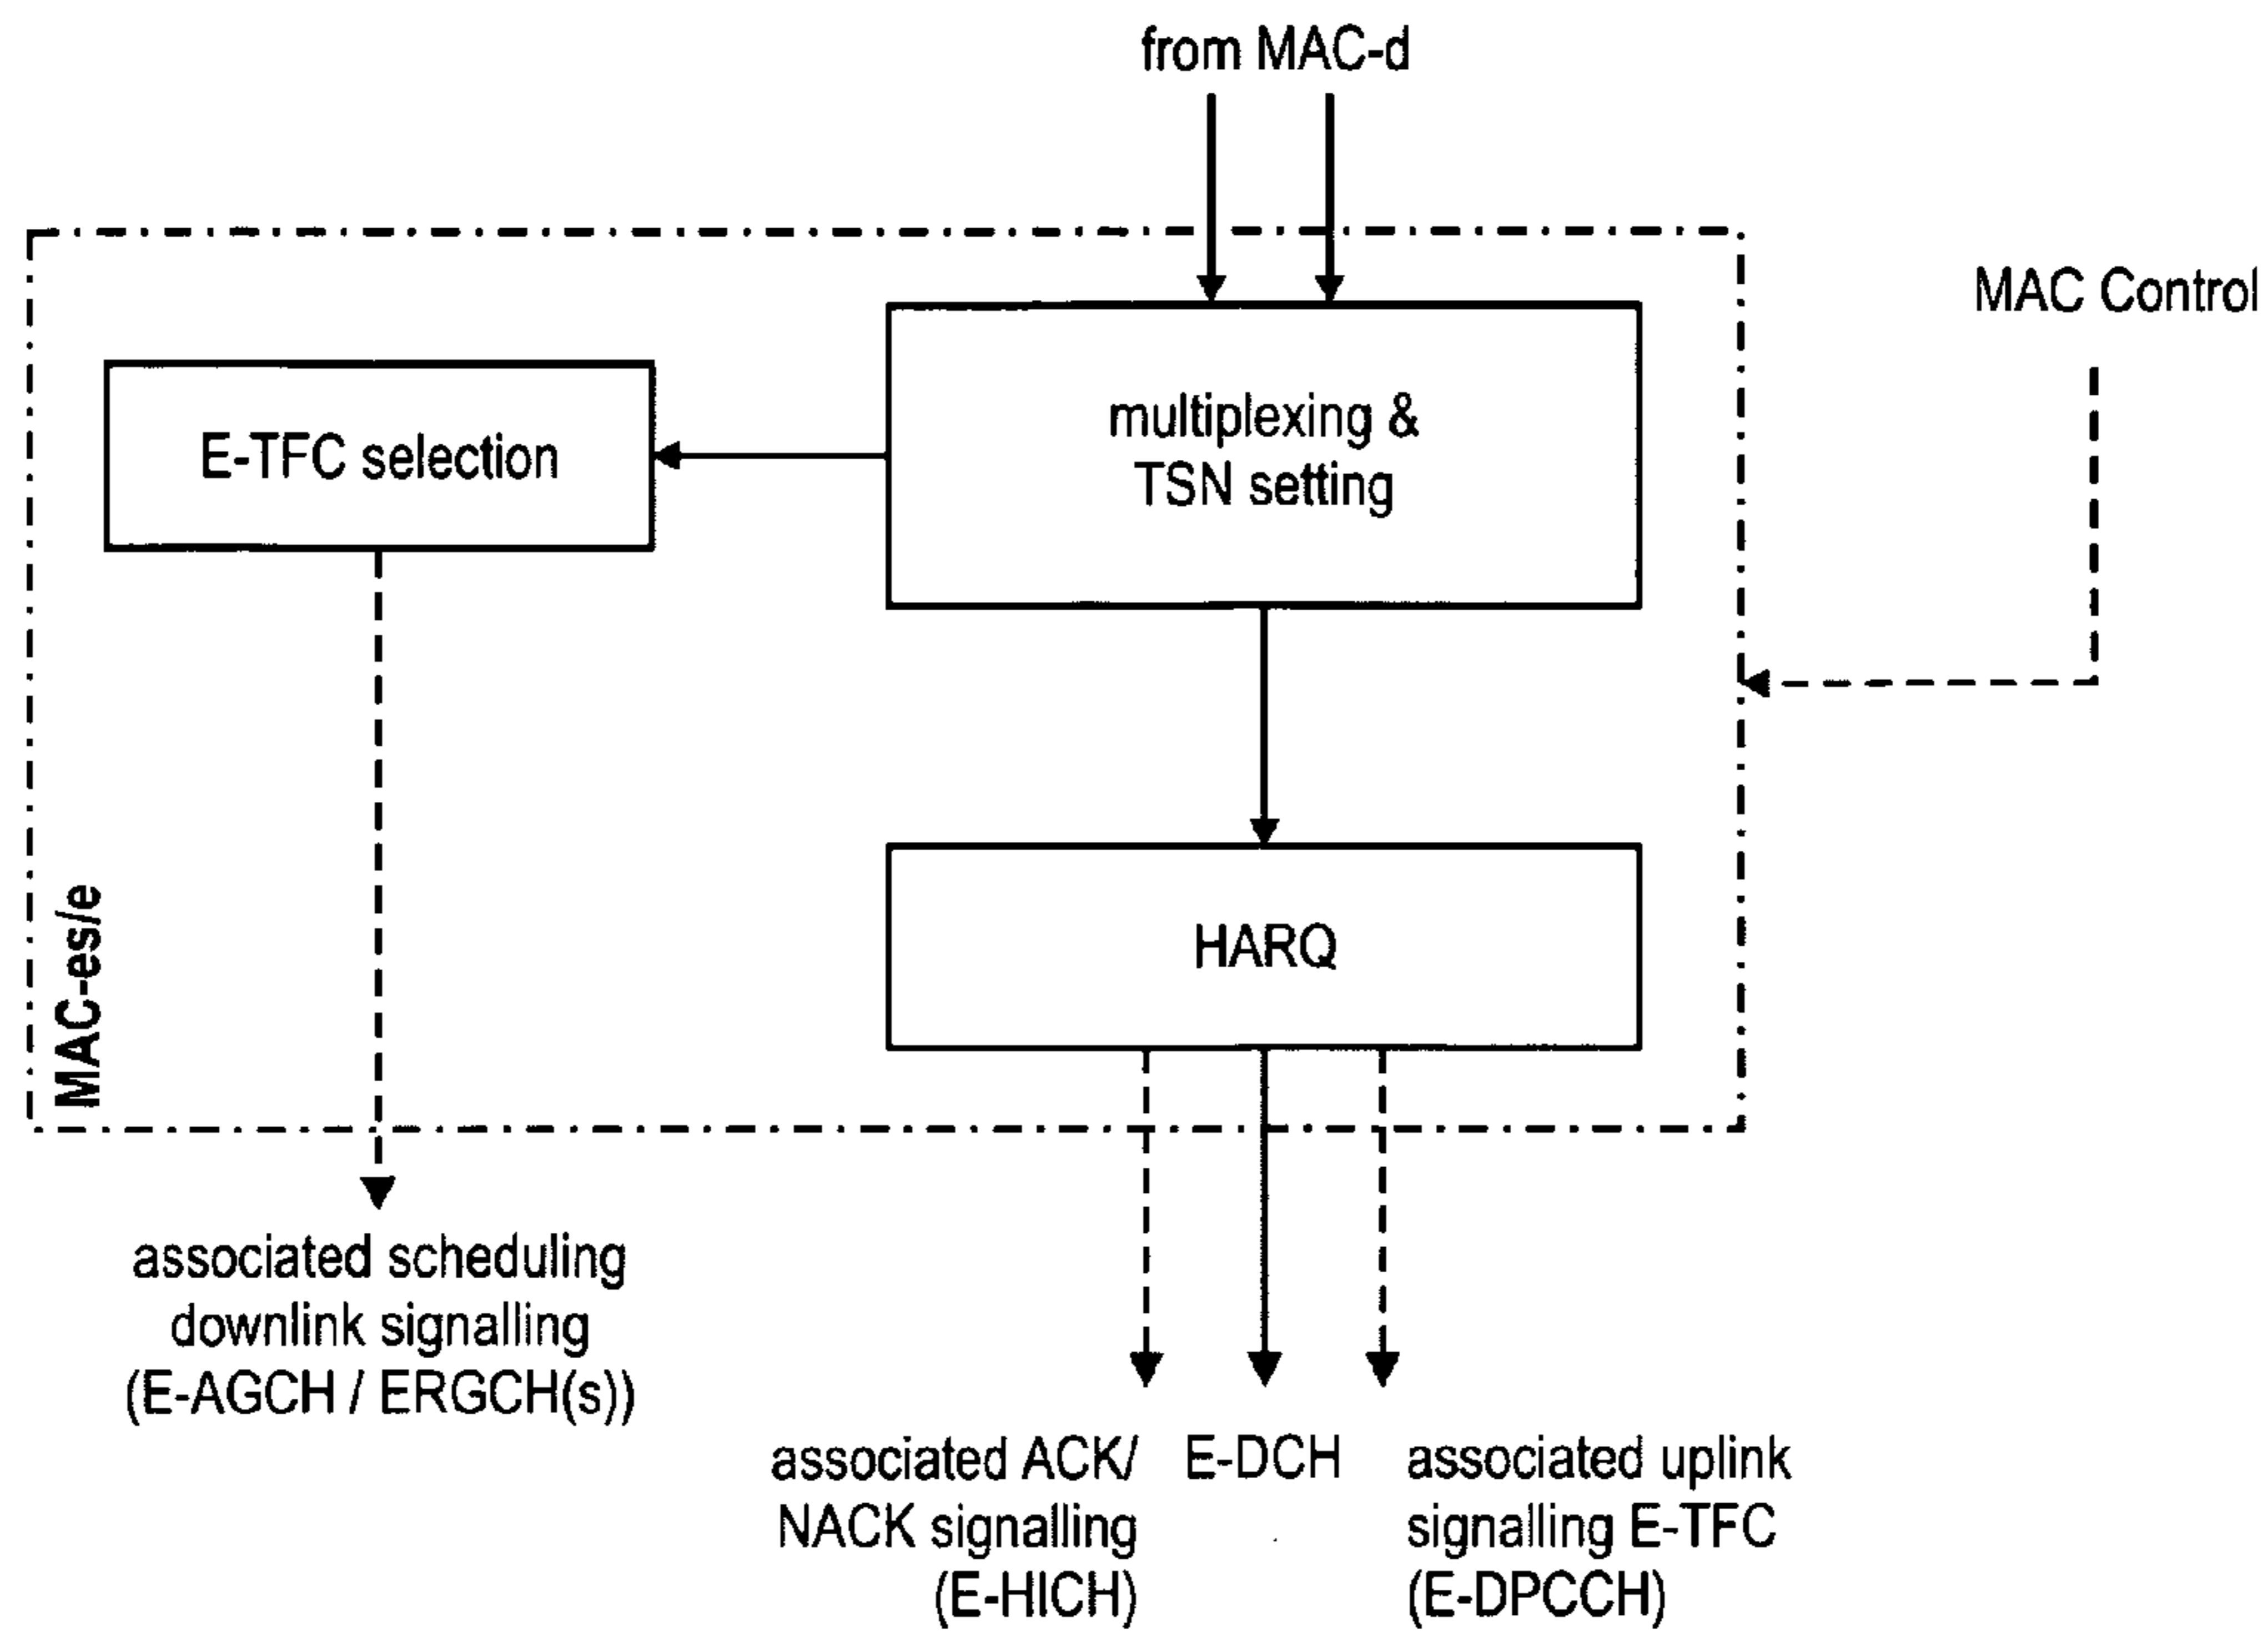 from MAC-d
MAC Control
multiplexing &
TSN setting
E-TFC selection
HARQ
MAC-es/e
associated scheduling
downlink signalling
(E-AGCH / ERGCH(s))
associated ACK/
NACK signalling
(E-HICH)
E-DCH
associated uplink
signalling E-TFC
(E-DPCCH)